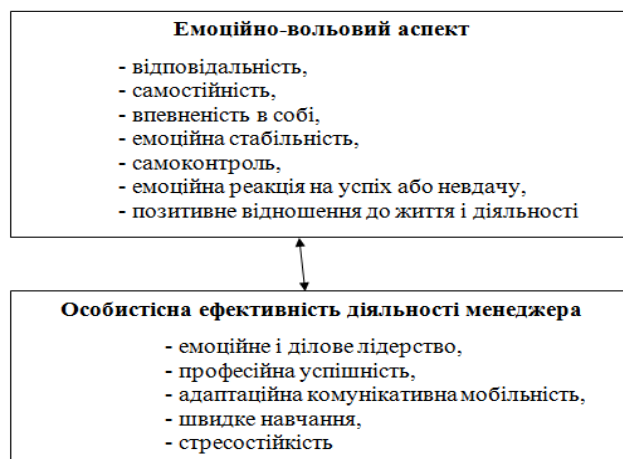 Емоційно-вольовий аспект
- відповідальність,
- самостійність,
- впевненість в собі,
- емоційна стабільність,
- самоконтроль,
- емоційна реакція на успіх або невдачу,
- позитивне відношення до життя і діяльності
Особистісна ефективність діяльності менеджера
- емоційне і ділове лідерство,
- професійна успішність,
- адаптаційна комунікативна мобільність,
- швидке навчання,
- стресостійкість